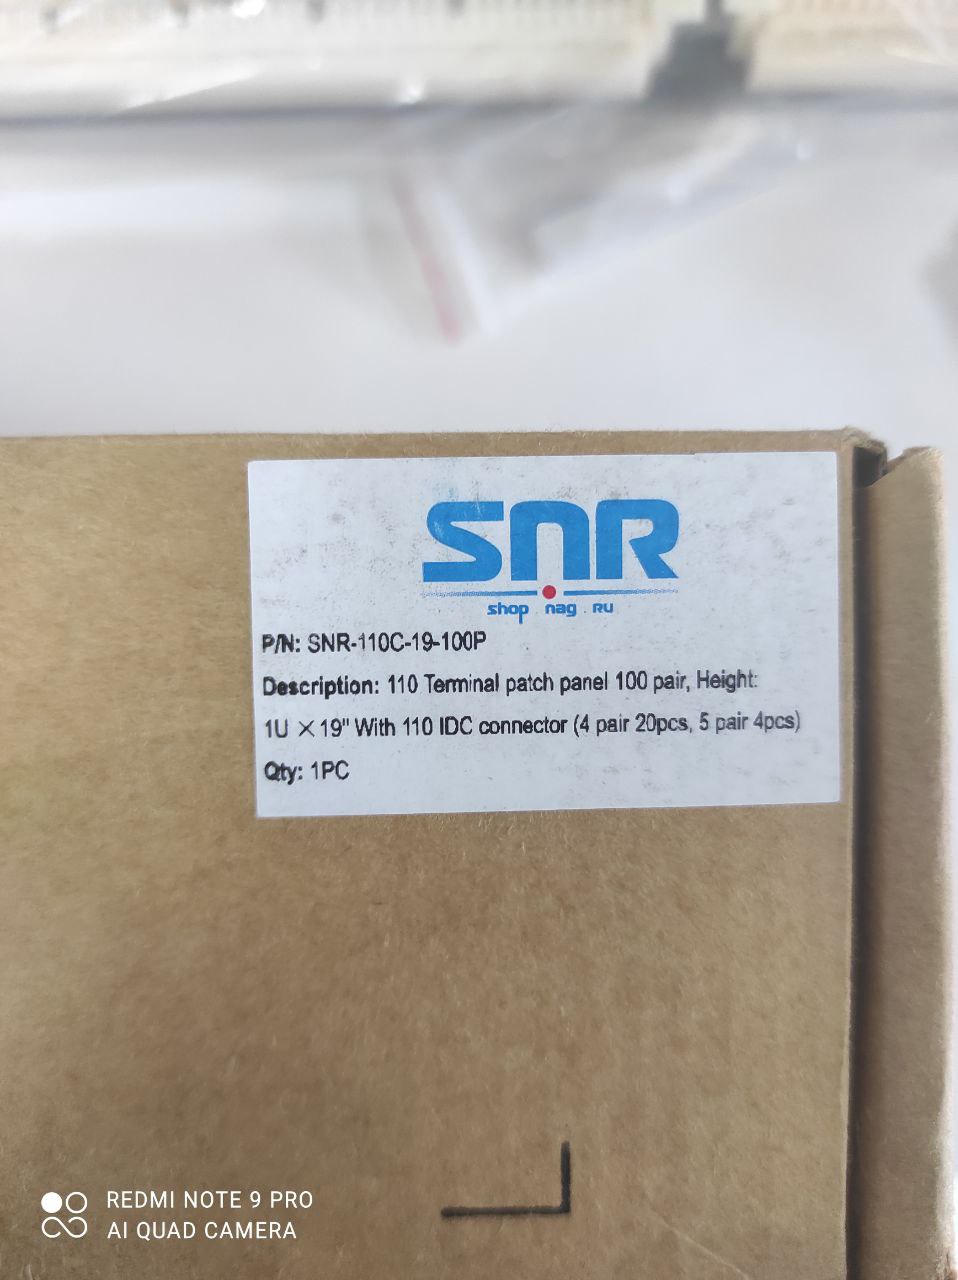 SNR
shop . nag . RU
P/N: SNR-110C-19-100P
Description: 110 Terminal patch panel 100 pair, Height:
1U ×19" With 110 IDC connector (4 pair 20pcs, 5 pair 4pcs)
Qty: 1PC
REDMI NOTE 9 PRO
AI QUAD CAMERA